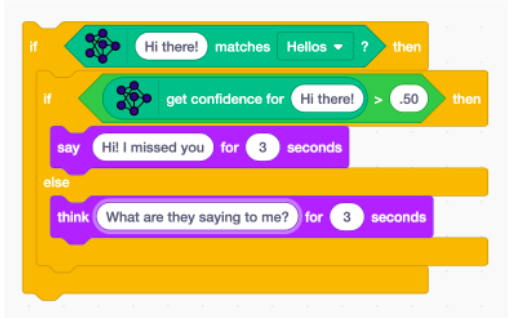 if Hi there! matches Hellos ? then
if get confidence for Hi there! > .50 then
say Hi! I missed you for 3 seconds
else
think What are they saying to me? for 3 seconds